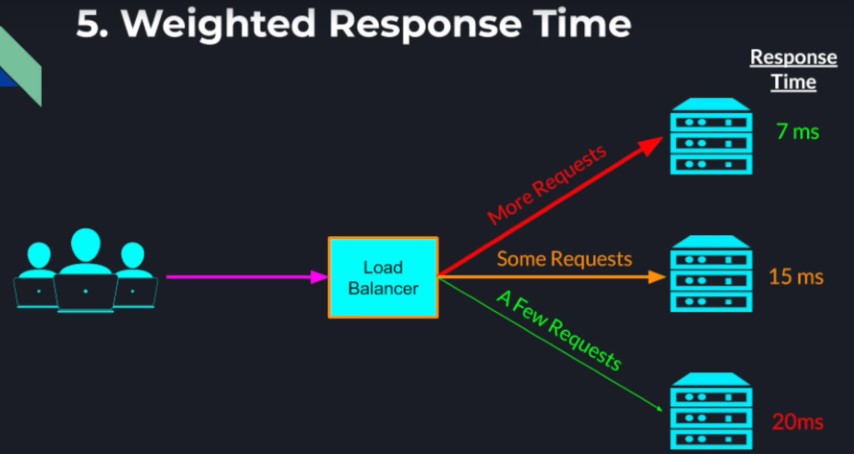 5. Weighted Response Time
Response
Time
7 ms
More Requests
Load
Balancer
Some Requests
15 ms
A Few Requests
20ms